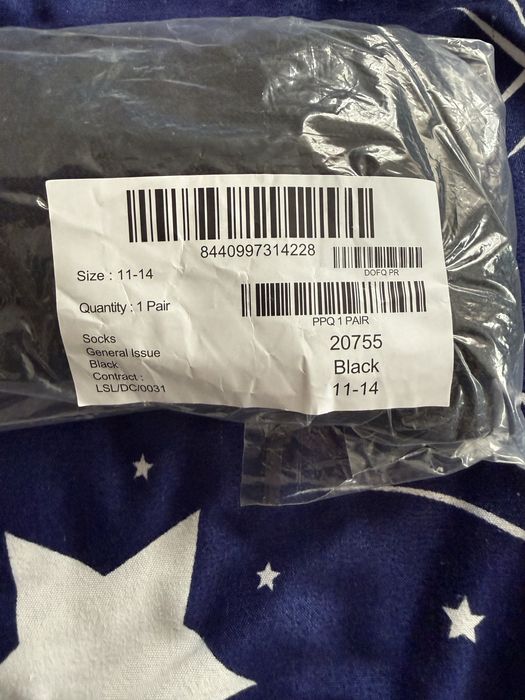 8440997314228
DOFQ PR
Size : 11-14
Quantity : 1 Pair
PPQ 1 PAIR
Socks
General Issue
Black
Contract :
LSL/DC/0031
20755
Black
11-14